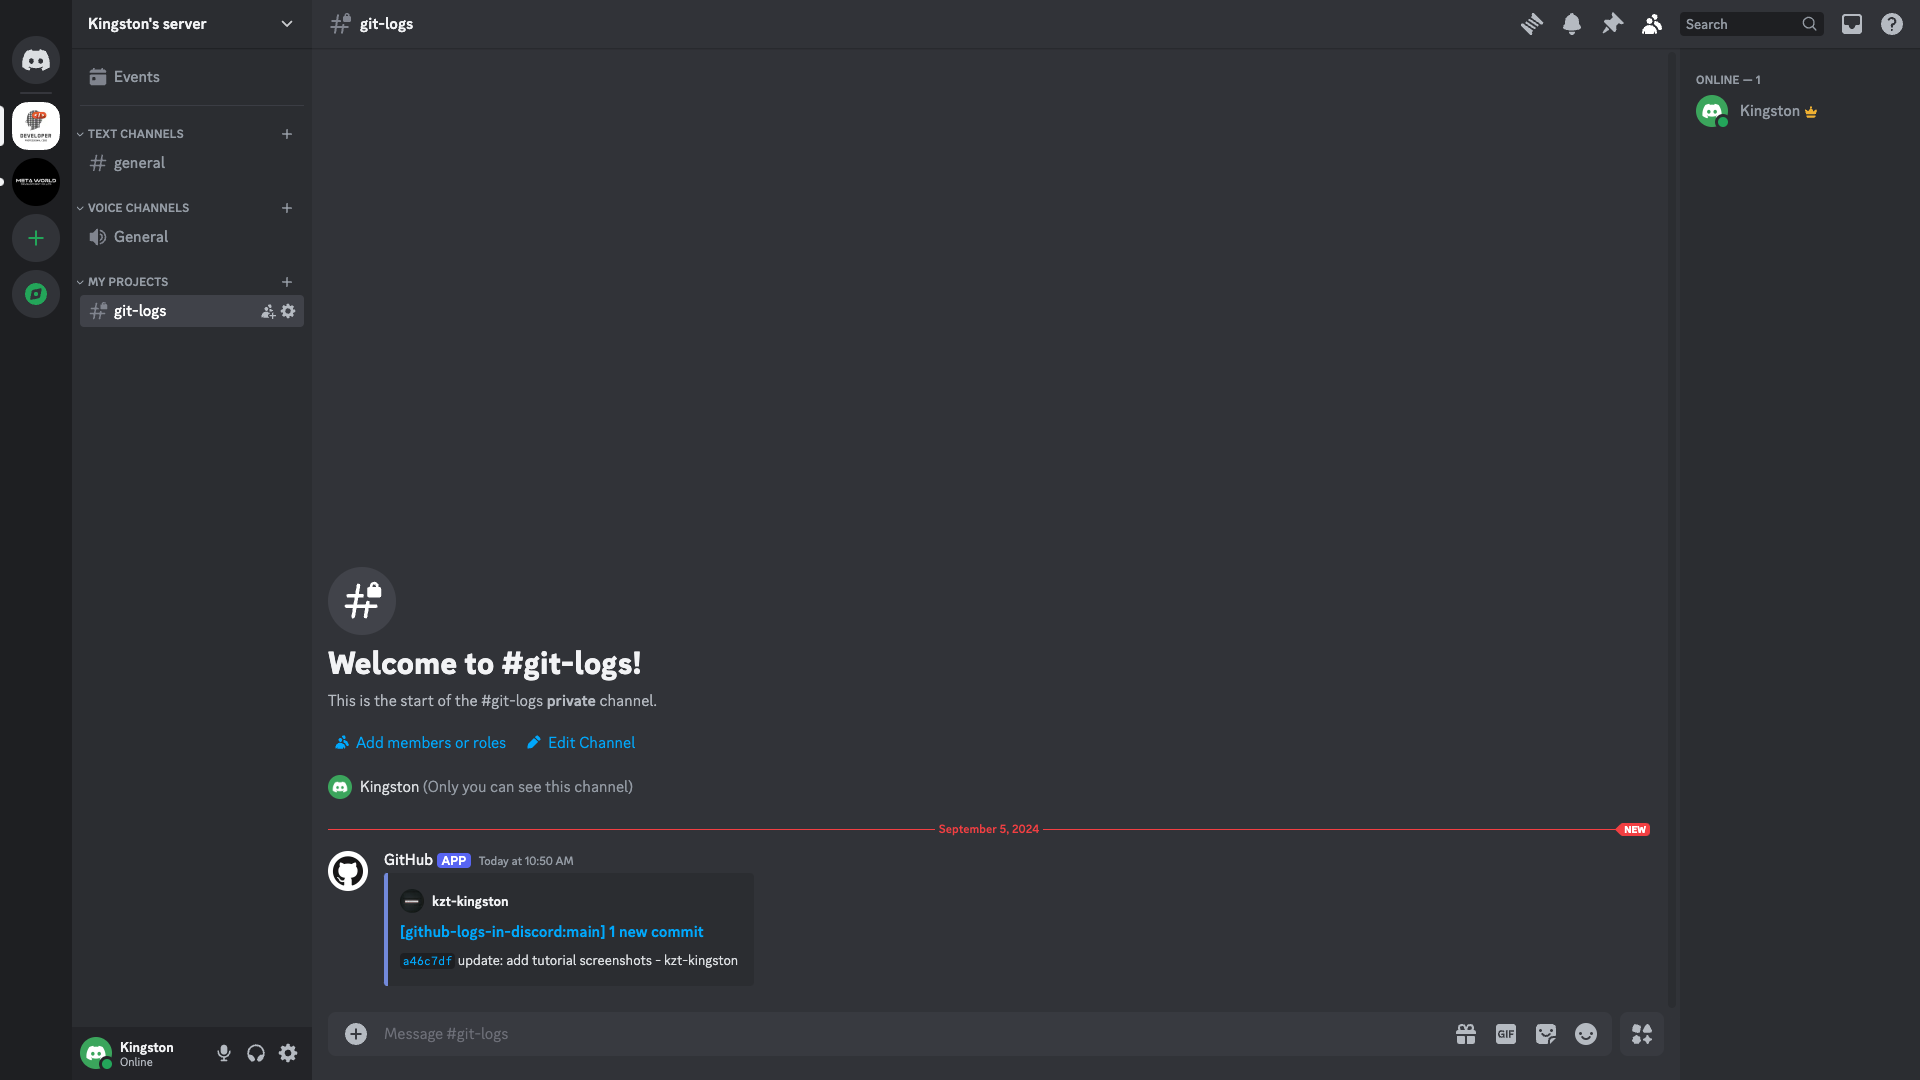 Kingston's server
git-logs
Search
Events
TEXT CHANNELS
general
VOICE CHANNELS
General
MY PROJECTS
git-logs
DEVELOPER
META WORLD
Welcome to #git-logs!
This is the start of the #git-logs private channel.
Add members or roles
Edit Channel
Kingston (Only you can see this channel)
September 5, 2024
NEW
GitHub APP Today at 10:50 AM
kzt-kingston
[github-logs-in-discord:main] 1 new commit
a46c7df update: add tutorial screenshots - kzt-kingston
Message #git-logs
GIF
Kingston
Online
ONLINE — 1
Kingston